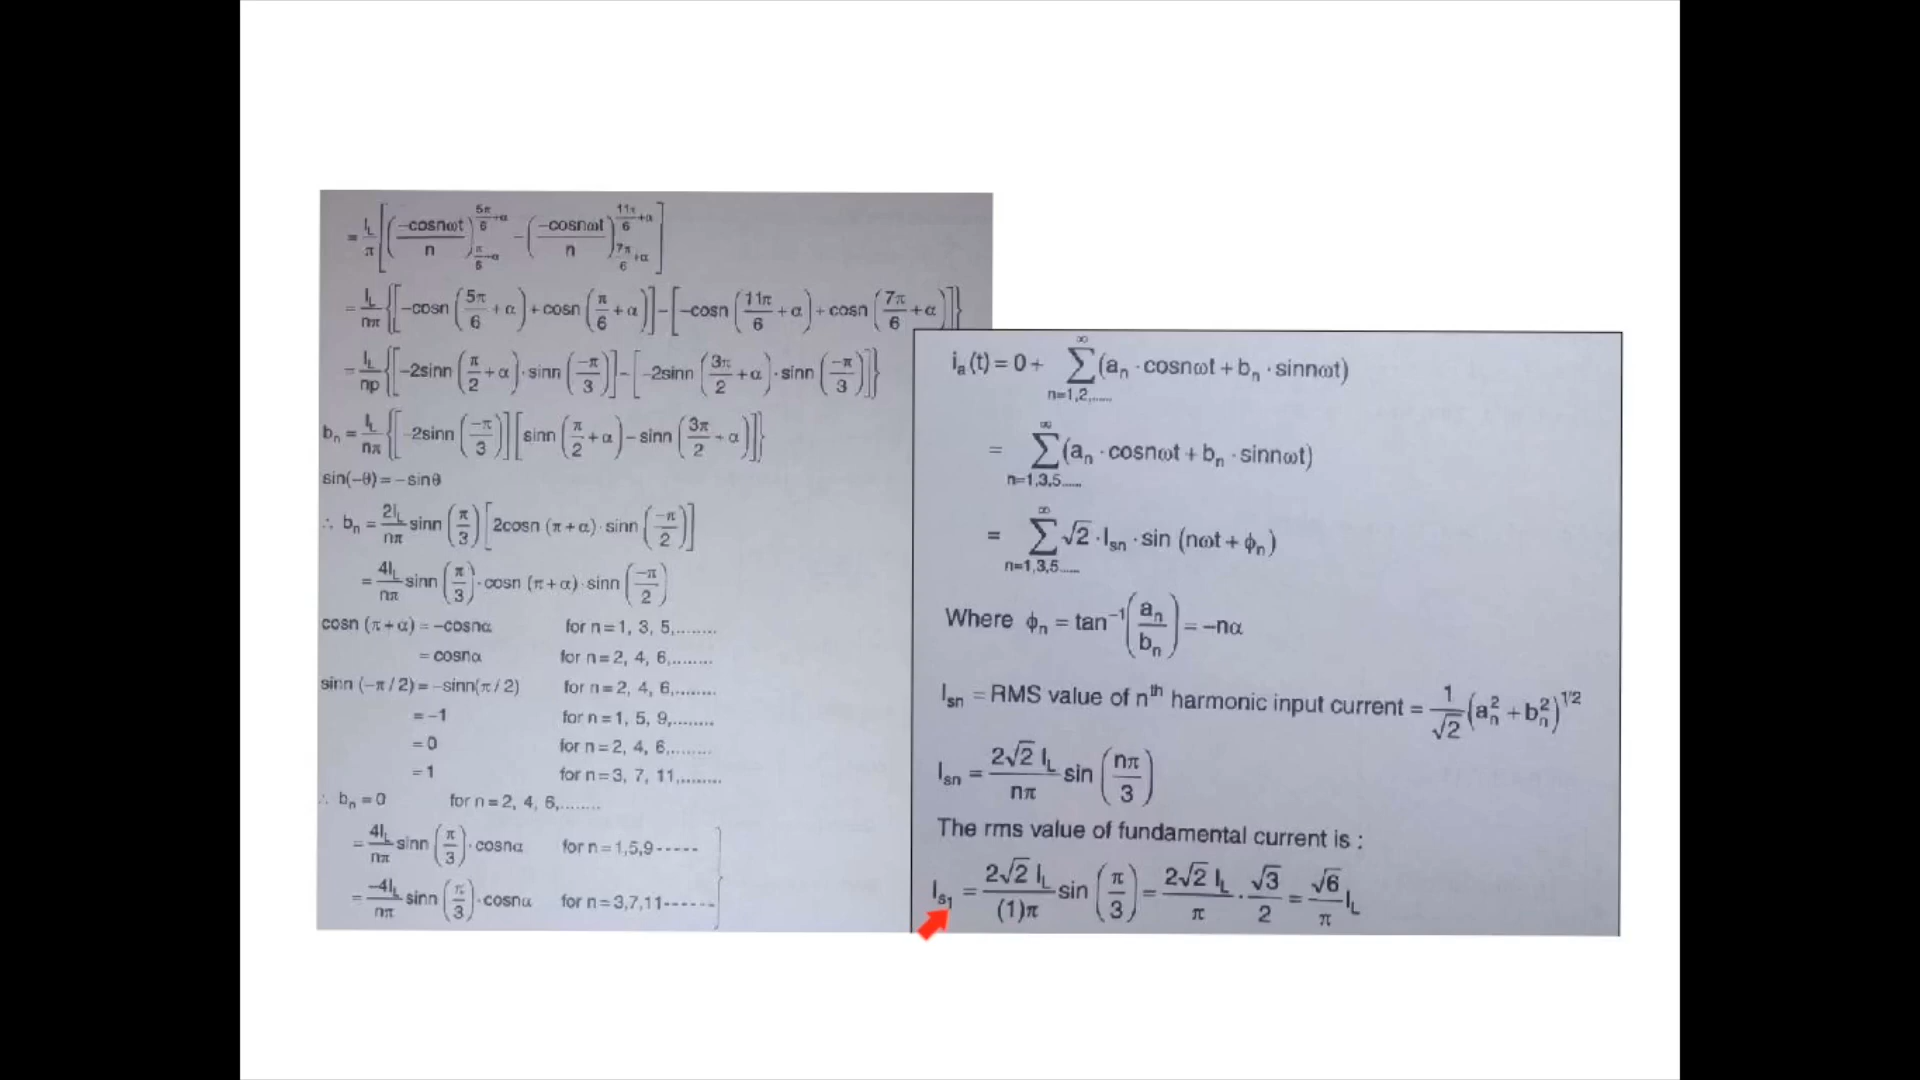 = I_L/π [(−cosnωt/n)_{π/6+α}^{5π/6+α} − (−cosnωt/n)_{7π/6+α}^{11π/6+α}]
= I_L/nπ {[−cosn(5π/6 + α) + cosn(π/6 + α)] − [−cosn(11π/6 + α) + cosn(7π/6 + α)]}
= I_L/np {[−2sinn(π/2 + α)·sinn(−π/3)] − [−2sinn(3π/2 + α)·sinn(−π/3)]}
b_n = I_L/nπ {[−2sinn(−π/3)][sinn(π/2 + α) − sinn(3π/2 + α)]}
sin(−θ) = −sinθ
∴ b_n = 2I_L/nπ sinn(π/3)[2cosn(π+α)·sinn(−π/2)]
= 4I_L/nπ sinn(π/3)·cosn(π+α)·sinn(−π/2)
cosn(π+α) = −cosnα for n = 1, 3, 5,........
= cosnα for n = 2, 4, 6,........
sinn(−π/2) = −sinn(π/2) for n = 2, 4, 6,........
= −1 for n = 1, 5, 9,........
= 0 for n = 2, 4, 6,........
= 1 for n = 3, 7, 11,........
∴ b_n = 0 for n = 2, 4, 6,........
= 4I_L/nπ sinn(π/3)·cosnα for n = 1,5,9-----
= −4I_L/nπ sinn(π/3)·cosnα for n = 3,7,11------
i_a(t) = 0 + ∑_{n=1,2,......}^{∞} (a_n·cosnωt + b_n·sinnωt)
= ∑_{n=1,3,5......}^{∞} (a_n·cosnωt + b_n·sinnωt)
= ∑_{n=1,3,5......}^{∞} √2·I_sn·sin(nωt + ϕ_n)
Where ϕ_n = tan⁻¹(a_n/b_n) = −nα
I_sn = RMS value of n^th harmonic input current = 1/√2 (a_n² + b_n²)^{1/2}
I_sn = 2√2 I_L/nπ sin(nπ/3)
The rms value of fundamental current is :
I_s1 = 2√2 I_L/(1)π sin(π/3) = 2√2 I_L/π · √3/2 = √6/π I_L